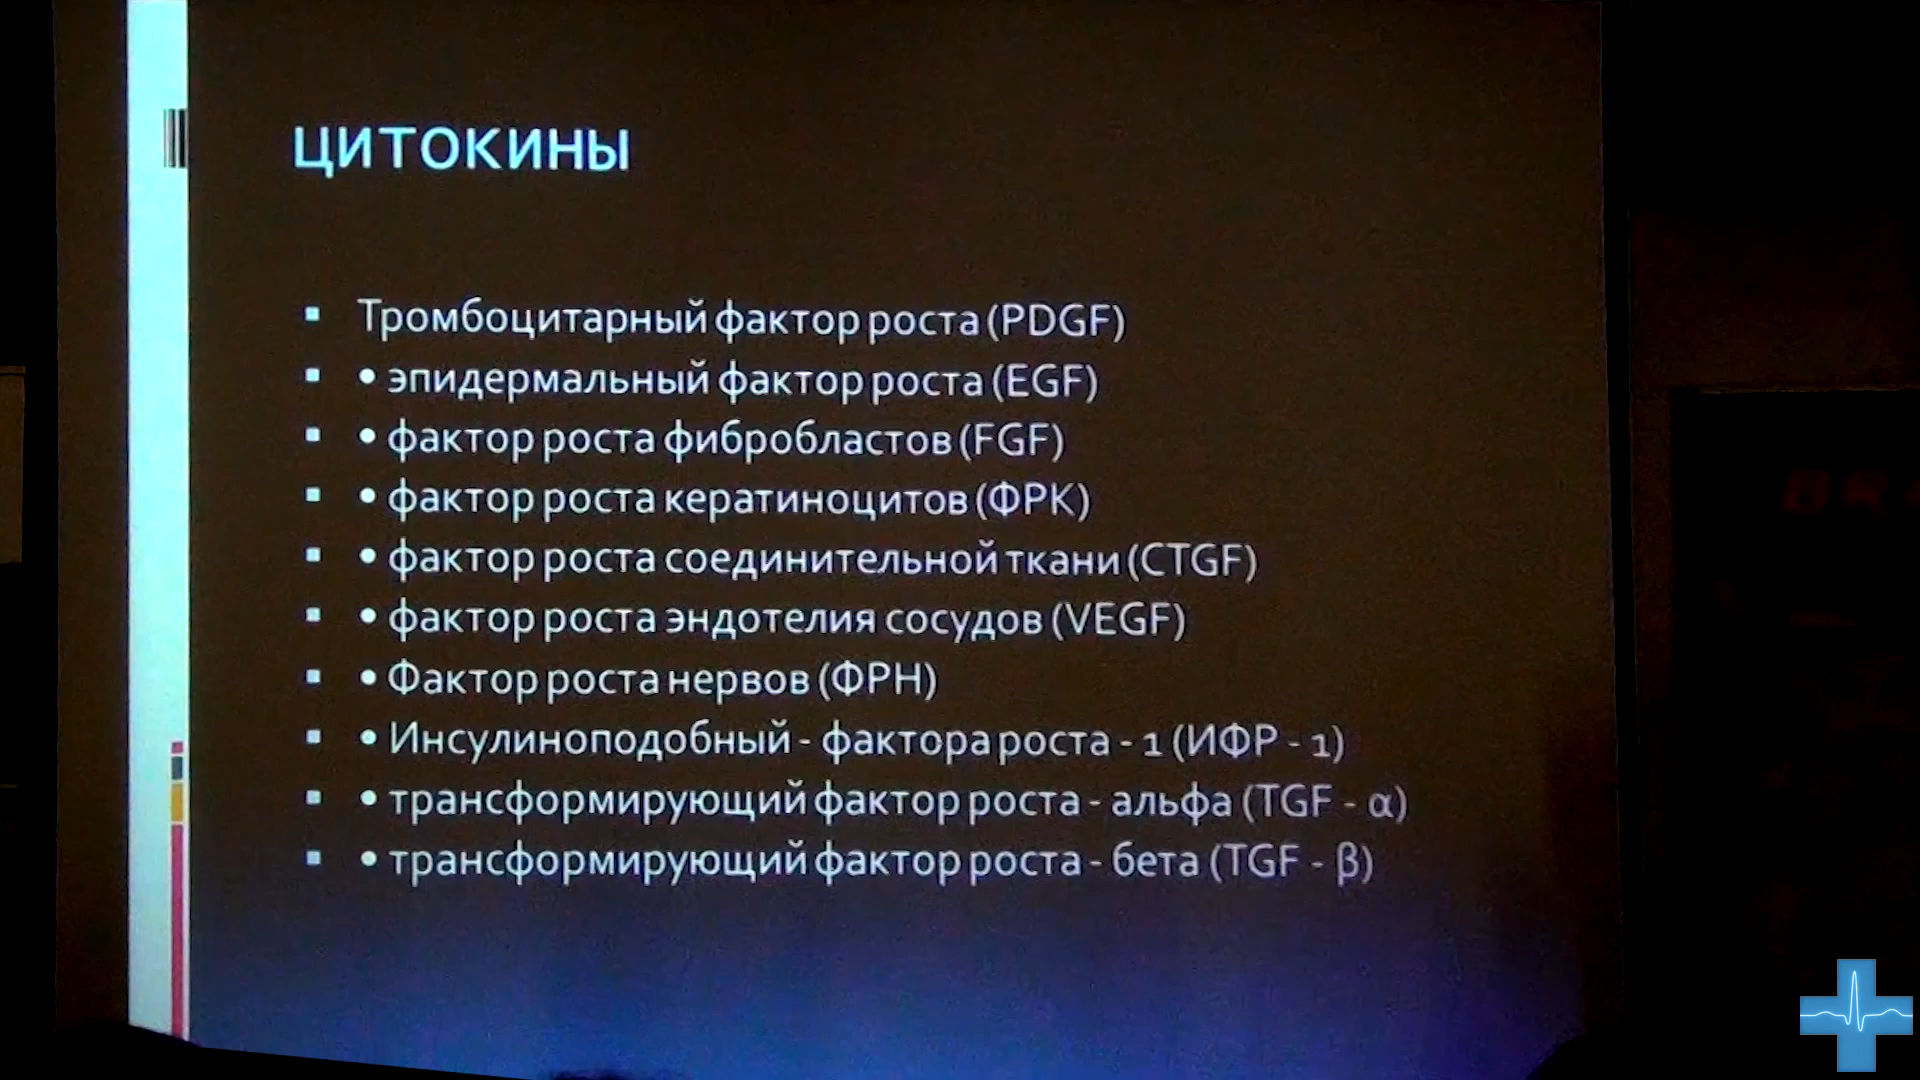 ЦИТОКИНЫ
▪ Тромбоцитарный фактор роста (PDGF)
▪ • эпидермальный фактор роста (EGF)
▪ • фактор роста фибробластов (FGF)
▪ • фактор роста кератиноцитов (ФРК)
▪ • фактор роста соединительной ткани (CTGF)
▪ • фактор роста эндотелия сосудов (VEGF)
▪ • Фактор роста нервов (ФРН)
▪ • Инсулиноподобный - фактора роста - 1 (ИФР - 1)
▪ • трансформирующий фактор роста - альфа (TGF - α)
▪ • трансформирующий фактор роста - бета (TGF - β)